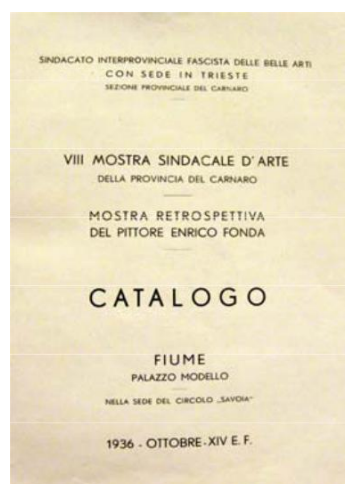 SINDACATO INTERPROVINCIALE FASCISTA DELLE BELLE ARTI
CON SEDE IN TRIESTE
SEZIONE PROVINCIALE DEL CARNARO
VIII MOSTRA SINDACALE D'ARTE
DELLA PROVINCIA DEL CARNARO
MOSTRA RETROSPETTIVA
DEL PITTORE ENRICO FONDA
CATALOGO
FIUME
PALAZZO MODELLO
NELLA SEDE DEL CIRCOLO „SAVOIA"
1936 - OTTOBRE - XIV E. F.